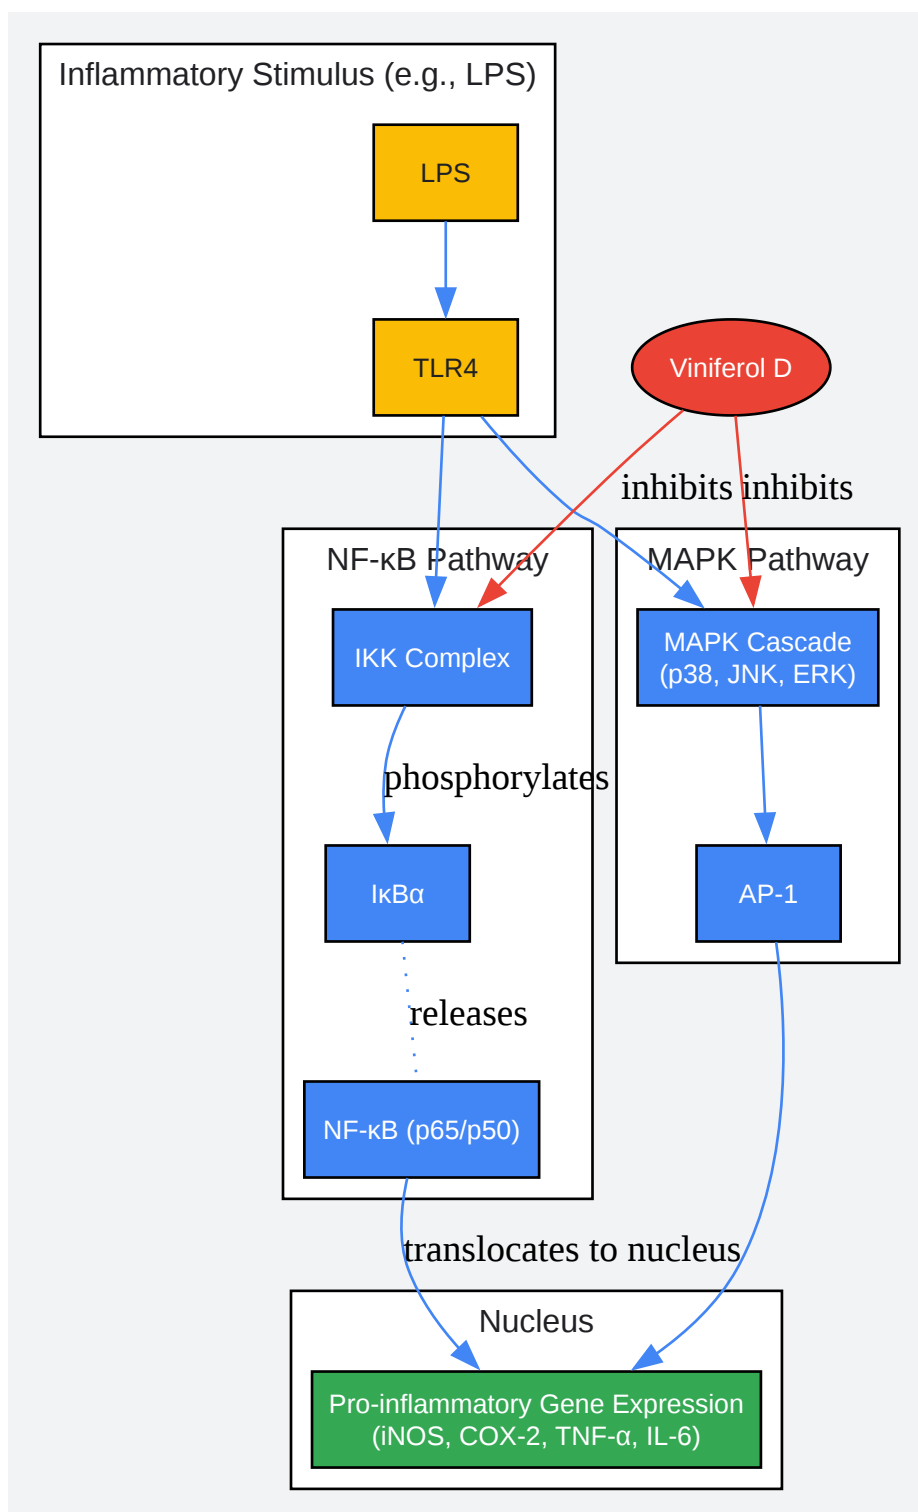 Inflammatory Stimulus (e.g., LPS)
LPS
TLR4
Viniferol D
inhibits
inhibits
NF-κB Pathway
MAPK Pathway
IKK Complex
MAPK Cascade
(p38, JNK, ERK)
phosphorylates
IκBα
AP-1
releases
NF-κB (p65/p50)
translocates to nucleus
Nucleus
Pro-inflammatory Gene Expression
(iNOS, COX-2, TNF-α, IL-6)